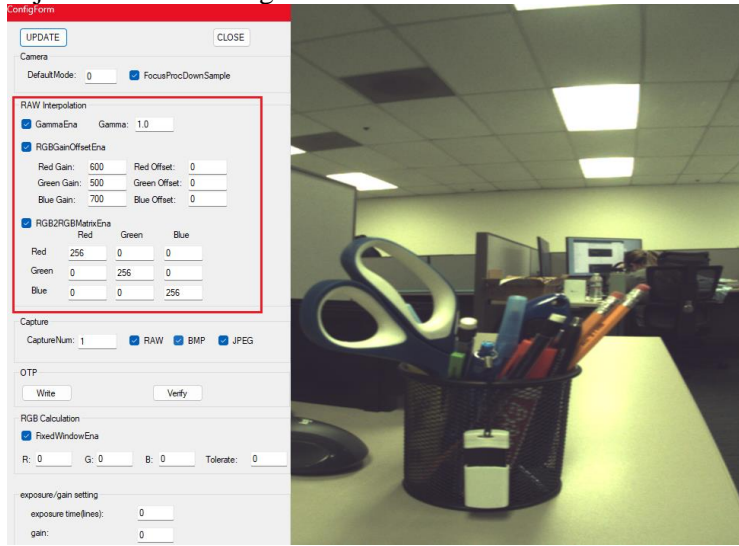 ConfigForm
UPDATE CLOSE
Camera
DefaultMode: 0 FocusProcDownSample
RAW Interpolation
GammaEna Gamma: 1.0
RGBGainOffsetEna
Red Gain: 600 Red Offset: 0
Green Gain: 500 Green Offset: 0
Blue Gain: 700 Blue Offset: 0
RGB2RGBMatrixEna
Red Green Blue
Red 256 0 0
Green 0 256 0
Blue 0 0 256
Capture
CaptureNum: 1 RAW BMP JPEG
OTP
Write Verify
RGB Calculation
FixedWindowEna
R: 0 G: 0 B: 0 Tolerate: 0
exposure/gain setting
exposure time(lines): 0
gain: 0